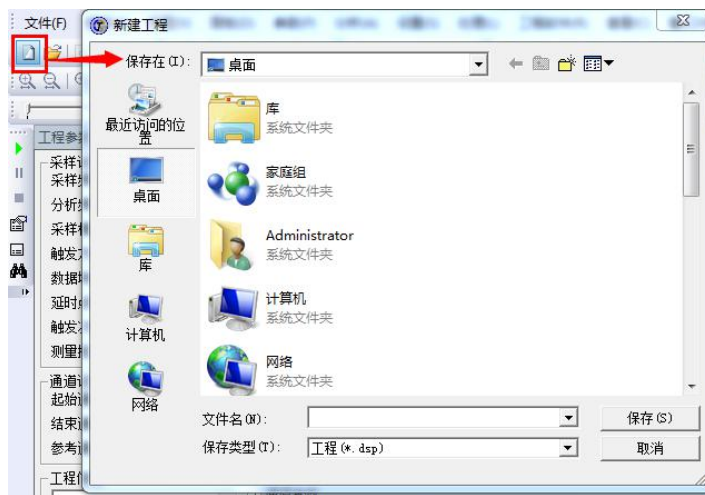 文件(F)
新建工程
保存在(I):
桌面
最近访问的位置
桌面
库
计算机
网络
库
系统文件夹
家庭组
系统文件夹
Administrator
系统文件夹
计算机
系统文件夹
网络
系统文件夹
文件名(N):
保存(S)
保存类型(T):
工程(*.dsp)
取消
工程参
采样
采样
分析
采样
触发
数据
延时
触发
测量
通道
起始
结束
参考
工程